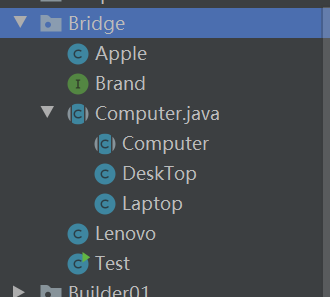 Bridge
Apple
Brand
Computer.java
Computer
DeskTop
Laptop
Lenovo
Test
Builder01